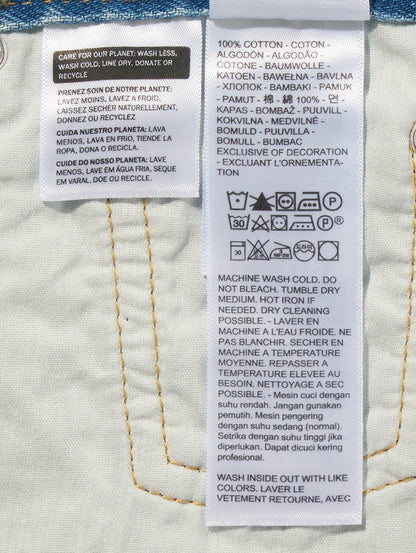 CARE FOR OUR PLANET: WASH LESS,
WASH COLD, LINE DRY, DONATE OR
RECYCLE
PRENEZ SOIN DE NOTRE PLANETE:
LAVEZ MOINS, LAVEZ A FROID,
LAISSEZ SECHER NATURELLEMENT,
DONNEZ OU RECYCLEZ
CUIDA NUESTRO PLANETA: LAVA
MENOS, LAVA EN FRIO, TIENDE LA
ROPA, DONA O RECICLA.
CUIDE DO NOSSO PLANETA: LAVE
MENOS, LAVE EM ÁGUA FRIA, SEQUE
EM VARAL, DOE OU RECICLE.
100% COTTON - COTON -
ALGODÓN - ALGODÃO -
COTONE - BAUMWOLLE -
KATOEN - BAWEŁNA - BAVLNA
- ХЛОПОК - BAMBAKI - PAMUK
- PAMUT - 棉 - 綿 100% - 면 -
KAPAS - BOMBAŽ - PUUVILL -
KOKVILNA - MEDVILNĖ -
BOMULD - PUUVILLA -
BOMULL - BUMBAC
EXCLUSIVE OF DECORATION
- EXCLUANT L'ORNEMENTA-
TION
P
30 P ®
30
MACHINE WASH COLD. DO
NOT BLEACH. TUMBLE DRY
MEDIUM. HOT IRON IF
NEEDED. DRY CLEANING
POSSIBLE. - LAVER EN
MACHINE A L'EAU FROIDE. NE
PAS BLANCHIR. SECHER EN
MACHINE A TEMPERATURE
MOYENNE. REPASSER A
TEMPERATURE ELEVEE AU
BESOIN. NETTOYAGE A SEC
POSSIBLE. - Mesin cuci dengan
suhu rendah. Jangan gunakan
pemutih. Mesin pengering
dengan suhu sedang (normal).
Setrika dengan suhu tinggi jika
diperlukan. Dapat dicuci kering
profesional.
WASH INSIDE OUT WITH LIKE
COLORS. LAVER LE
VETEMENT RETOURNE, AVEC